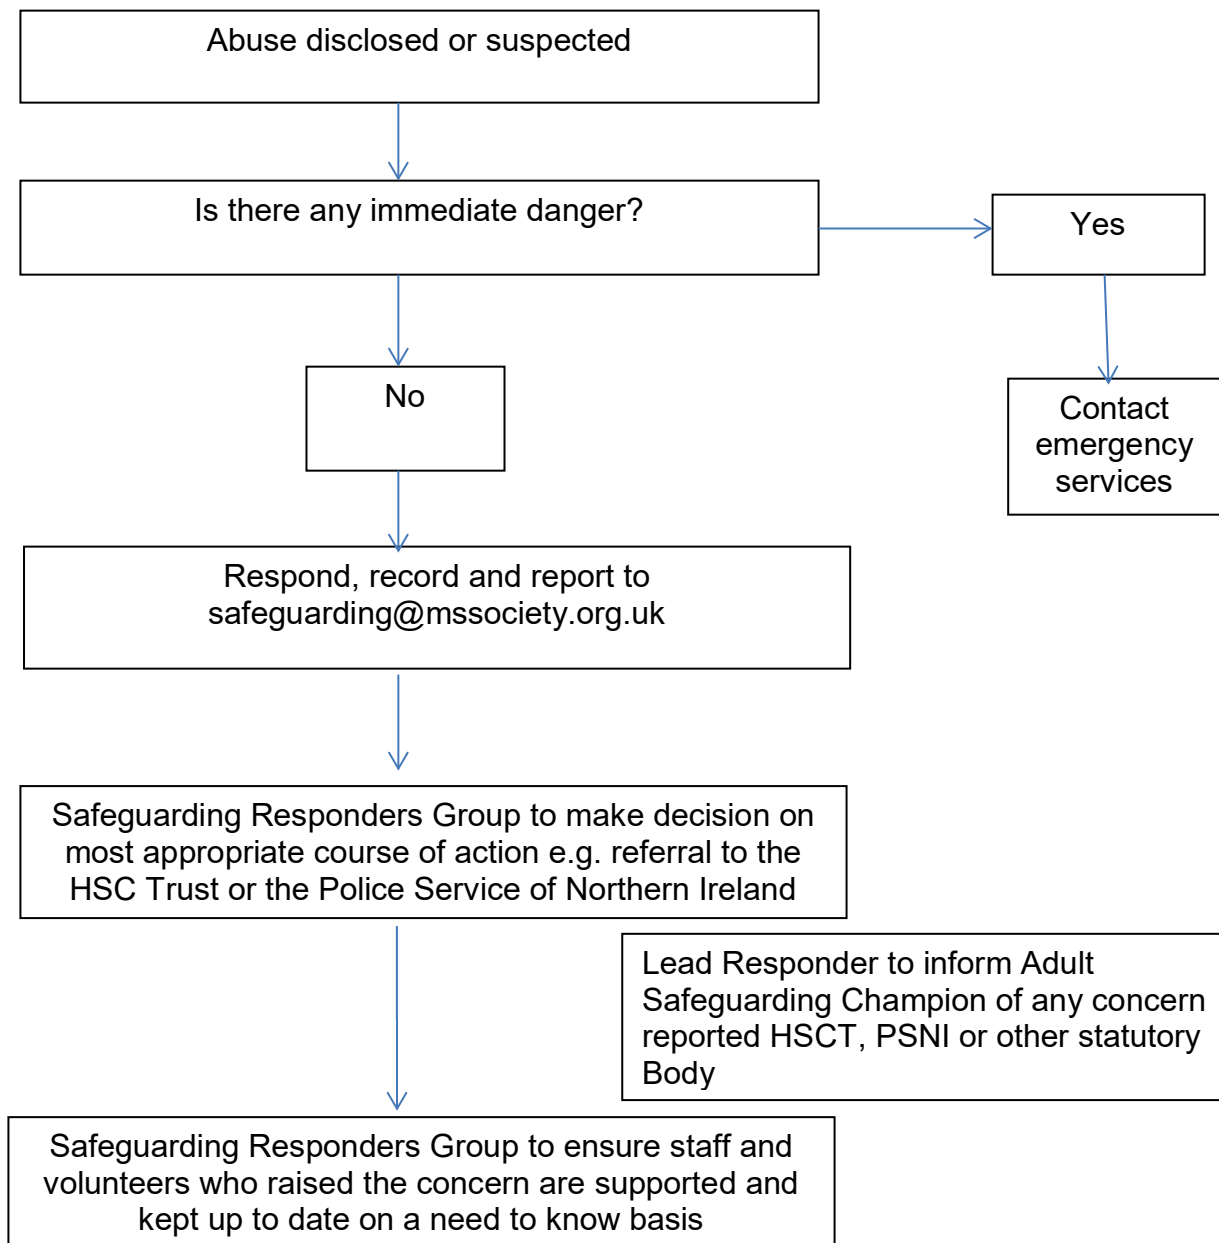 Abuse disclosed or suspected
Is there any immediate danger?
Yes
No
Contact
emergency
services
Respond, record and report to
safeguarding@mssociety.org.uk
Safeguarding Responders Group to make decision on
most appropriate course of action e.g. referral to the
HSC Trust or the Police Service of Northern Ireland
Lead Responder to inform Adult
Safeguarding Champion of any concern
reported HSCT, PSNI or other statutory
Body
Safeguarding Responders Group to ensure staff and
volunteers who raised the concern are supported and
kept up to date on a need to know basis